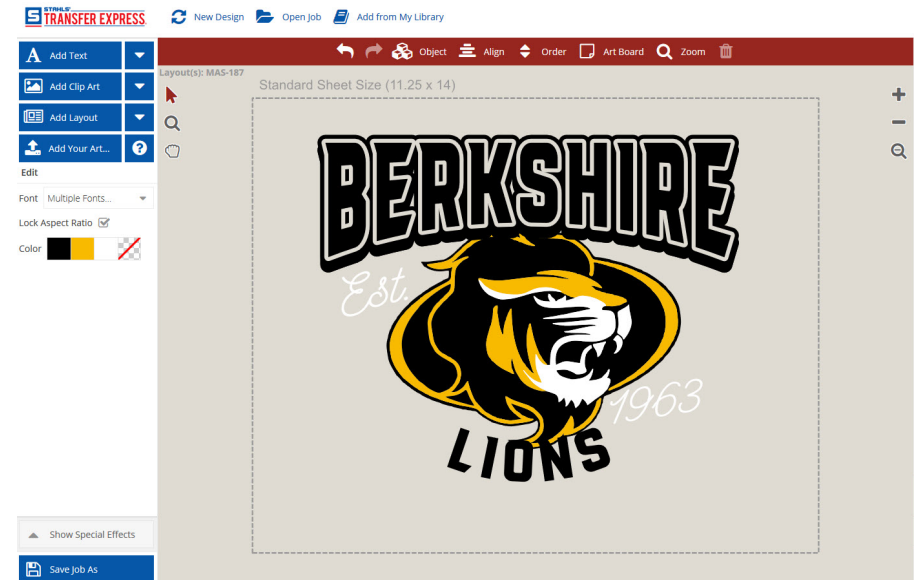 STAHLS'
TRANSFER EXPRESS.
New Design
Open Job
Add from My Library
Add Text
Object
Align
Order
Art Board
Zoom
Add Clip Art
Add Layout
Add Your Art...
?
Edit
Font Multiple Fonts...
Lock Aspect Ratio
Color
Show Special Effects
Save Job As
Layout(s): MAS-187
Standard Sheet Size (11.25 x 14)
BERKSHIRE
Est.
1963
LIONS